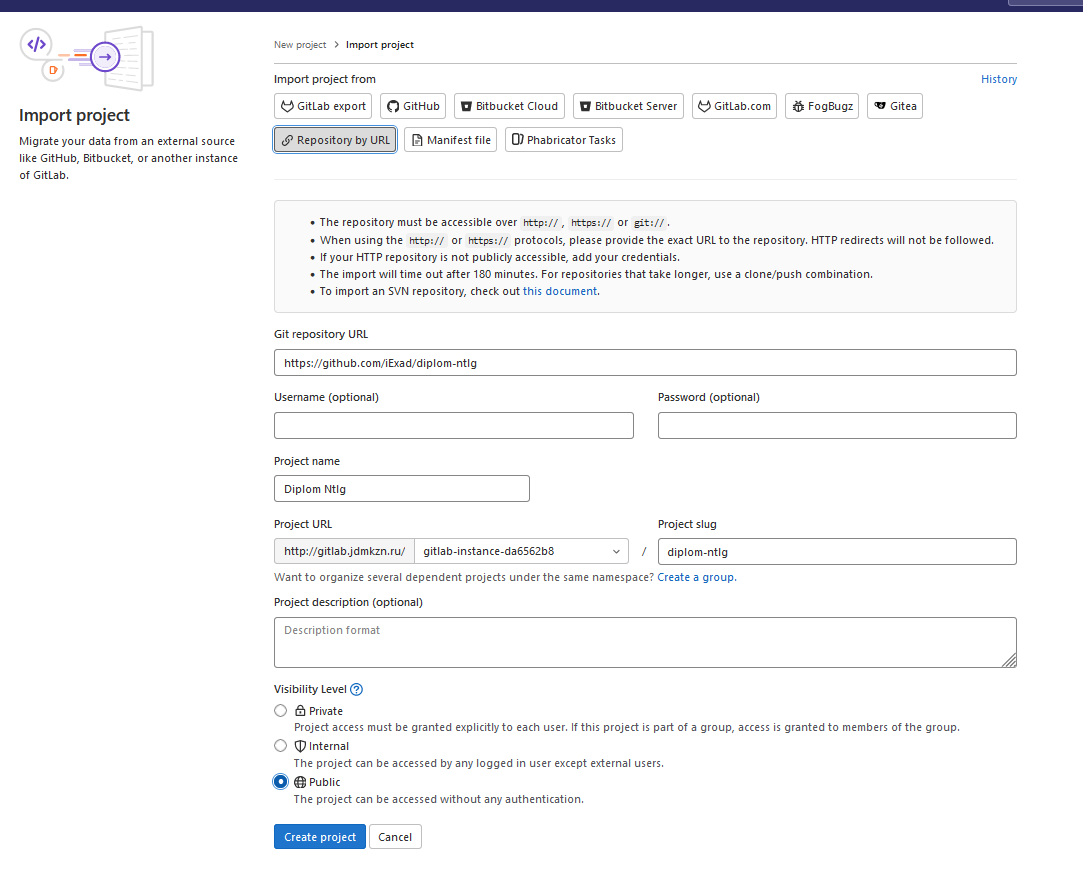 New project > Import project
Import project
Migrate your data from an external source
like GitHub, Bitbucket, or another instance
of GitLab.
Import project from
History
GitLab export
GitHub
Bitbucket Cloud
Bitbucket Server
GitLab.com
FogBugz
Gitea
Repository by URL
Manifest file
Phabricator Tasks
• The repository must be accessible over http://, https:// or git://.
• When using the http:// or https:// protocols, please provide the exact URL to the repository. HTTP redirects will not be followed.
• If your HTTP repository is not publicly accessible, add your credentials.
• The import will time out after 180 minutes. For repositories that take longer, use a clone/push combination.
• To import an SVN repository, check out this document.
Git repository URL
https://github.com/iExad/diplom-ntlg
Username (optional)
Password (optional)
Project name
Diplom Ntlg
Project URL
Project slug
http://gitlab.jdmkzn.ru/
gitlab-instance-da6562b8
/
diplom-ntlg
Want to organize several dependent projects under the same namespace? Create a group.
Project description (optional)
Description format
Visibility Level ?
Private
Project access must be granted explicitly to each user. If this project is part of a group, access is granted to members of the group.
Internal
The project can be accessed by any logged in user except external users.
Public
The project can be accessed without any authentication.
Create project
Cancel